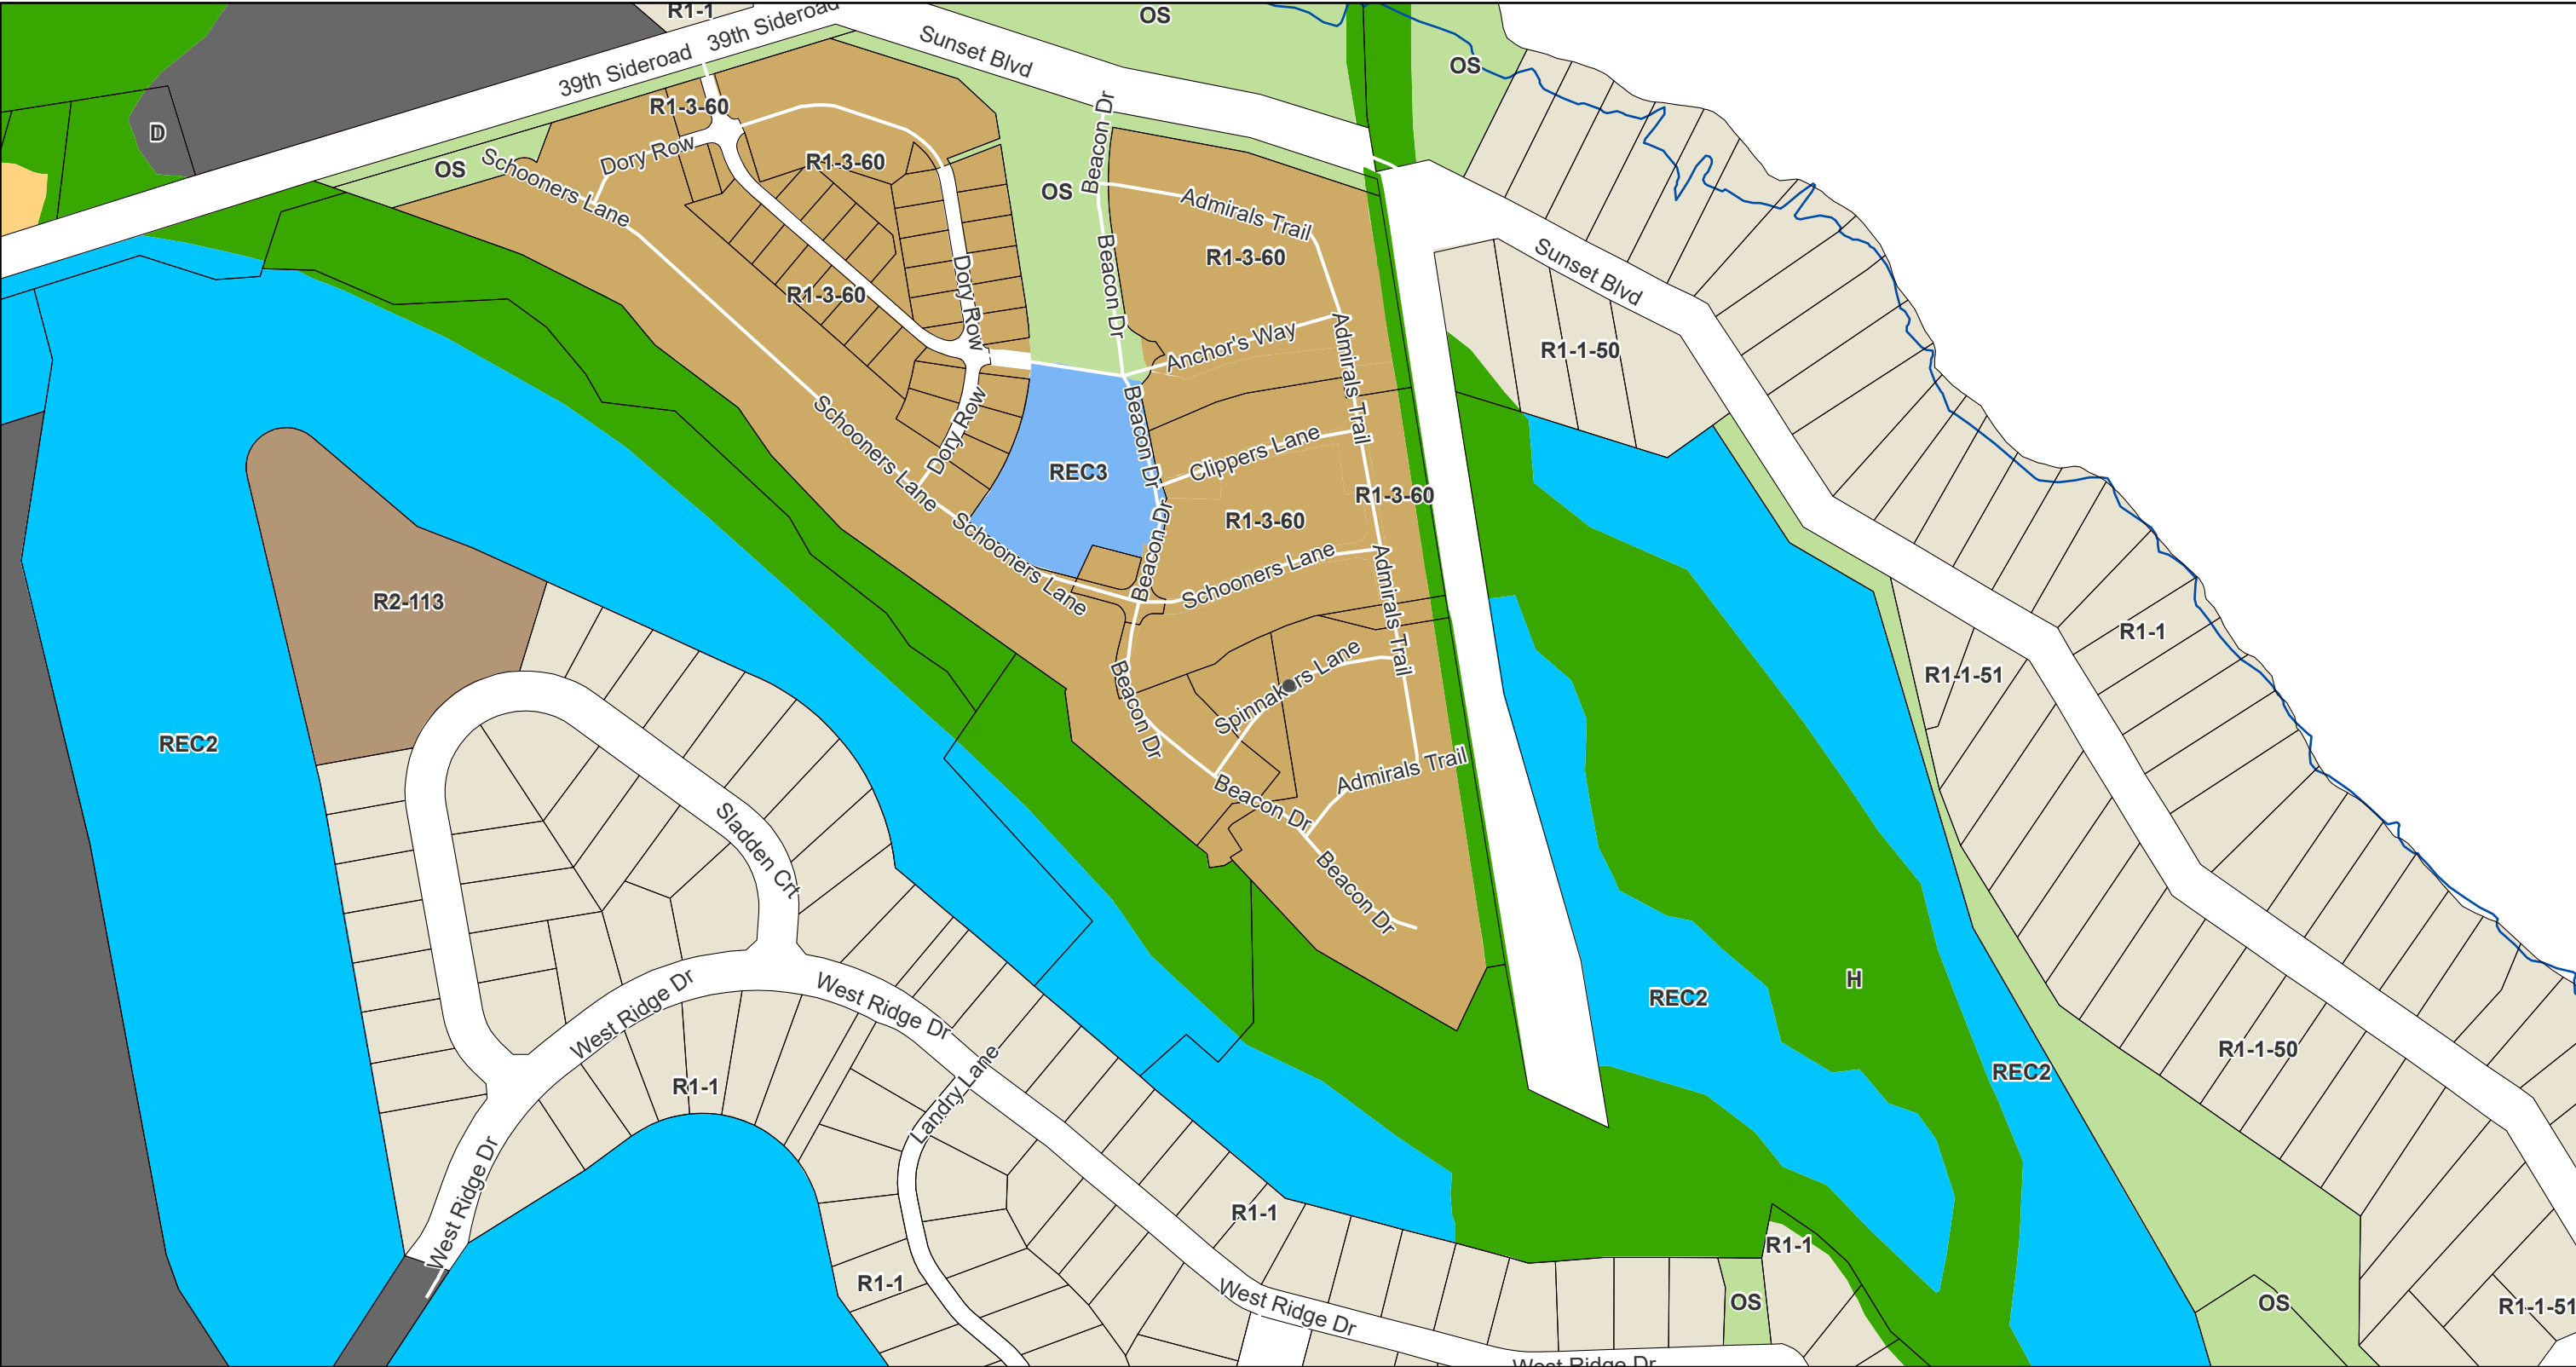 R1-1
39th Sideroad
39th Sideroad
Sunset Blvd
OS
OS
D
R1-3-60
Dory Row
R1-3-60
OS
Schooners Lane
Beacon Dr
OS
Admirals Trail
R1-3-60
Beacon Dr
Sunset Blvd
R1-3-60
Dory Row
Anchor's Way
Admirals Trail
R1-1-50
Schooners Lane
Dory Row
Beacon Dr
REC3
Clippers Lane
R1-3-60
R1-3-60
Schooners Lane
Beacon Dr
Schooners Lane
Admirals Trail
R2-113
R1-1
R1-1-51
Spinnakers Lane
Beacon Dr
REC2
Admirals Trail
Beacon Dr
Sladden Crt
Beacon Dr
H
REC2
West Ridge Dr
West Ridge Dr
R1-1-50
REC2
R1-1
Landry Lane
West Ridge Dr
R1-1
R1-1
R1-1
OS
OS
R1-1-51
West Ridge Dr
West Ridge Dr